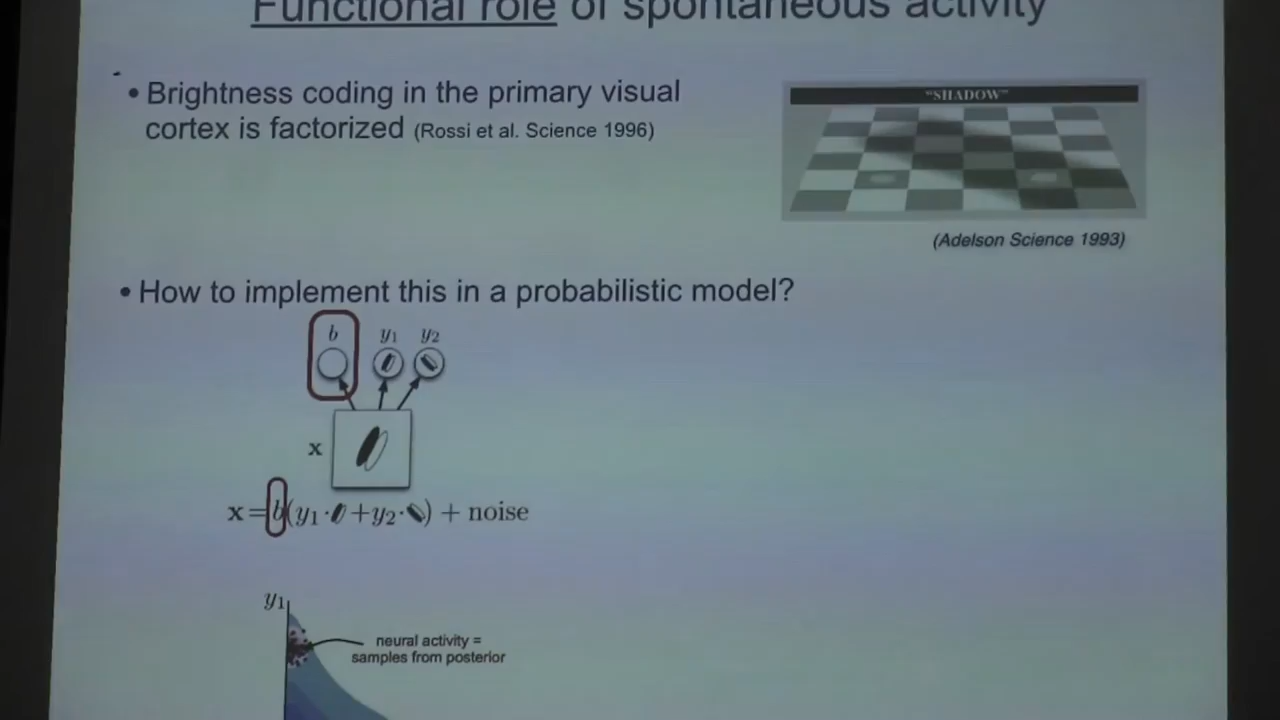 Functional role of spontaneous activity
• Brightness coding in the primary visual
cortex is factorized (Rossi et al. Science 1996)
"SHADOW"
(Adelson Science 1993)
• How to implement this in a probabilistic model?
b y₁ y₂
x
x = b(y₁ · + y₂ · ) + noise
y₁
neural activity =
samples from posterior